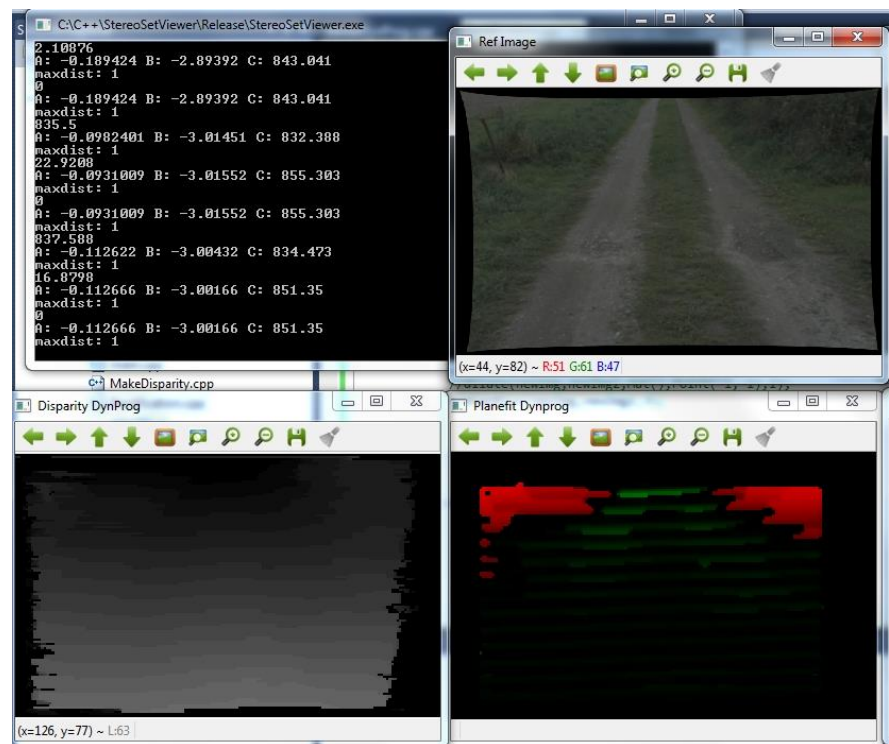 C:\C++\StereoSetViewer\Release\StereoSetViewer.exe
2.10876
A: -0.189424 B: -2.89392 C: 843.041
maxdist: 1
0
A: -0.189424 B: -2.89392 C: 843.041
maxdist: 1
835.5
A: -0.0982401 B: -3.01451 C: 832.388
maxdist: 1
22.9208
A: -0.0931009 B: -3.01552 C: 855.303
maxdist: 1
0
A: -0.0931009 B: -3.01552 C: 855.303
maxdist: 1
837.588
A: -0.112622 B: -3.00432 C: 834.473
maxdist: 1
16.8798
A: -0.112666 B: -3.00166 C: 851.35
maxdist: 1
0
A: -0.112666 B: -3.00166 C: 851.35
maxdist: 1
MakeDisparity.cpp
Ref Image
(x=44, y=82) ~ R:51 G:61 B:47
Disparity DynProg
(x=126, y=77) ~ L:63
Planefit Dynprog